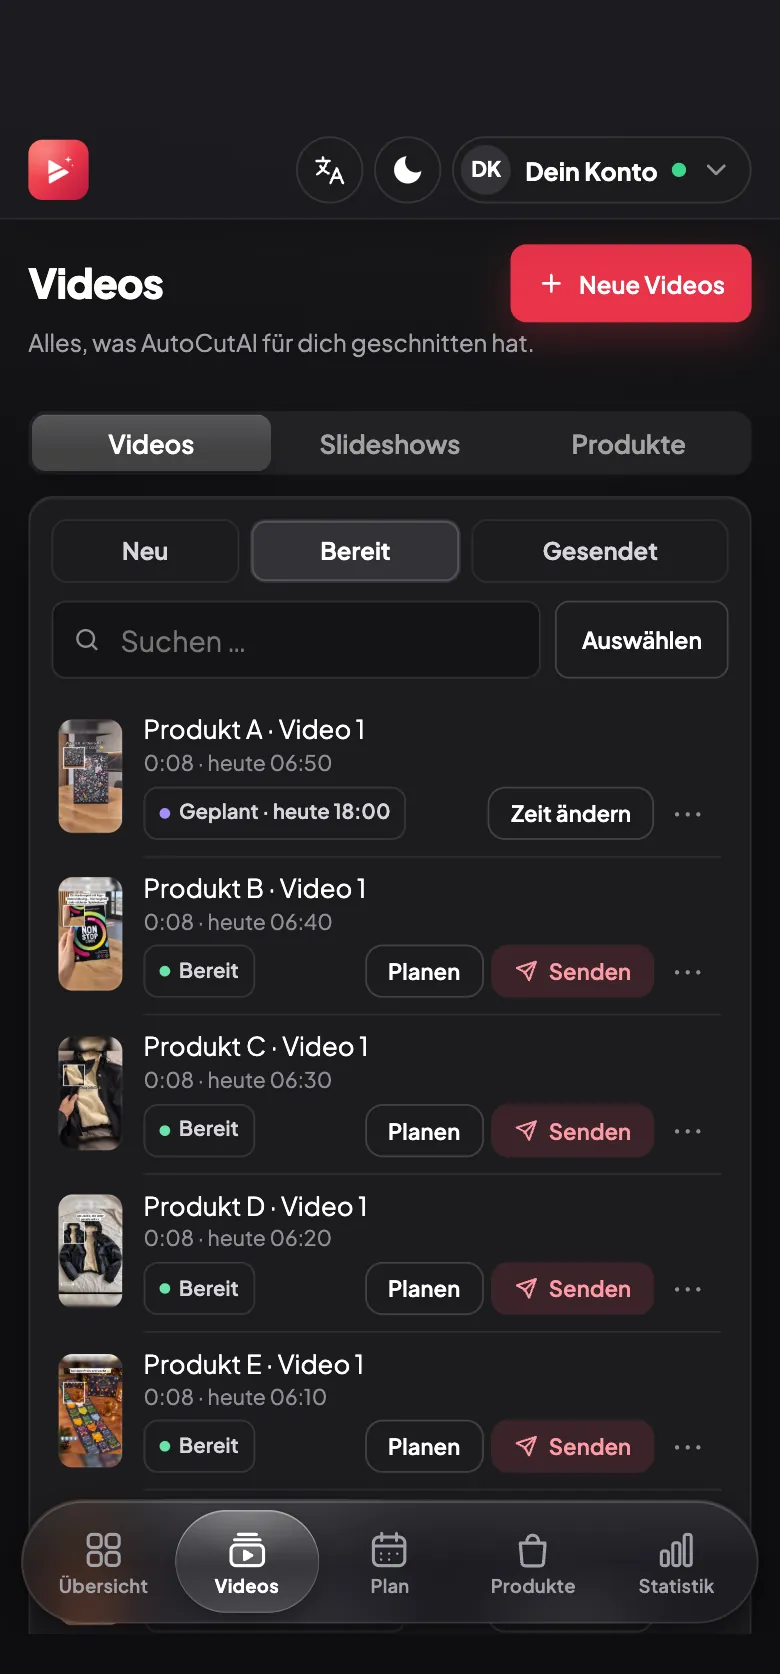 DK Dein Konto
Videos
+ Neue Videos
Alles, was AutoCutAI für dich geschnitten hat.
Videos Slideshows Produkte
Neu Bereit Gesendet
Suchen ... Auswählen
Produkt A · Video 1
0:08 · heute 06:50
Geplant · heute 18:00 Zeit ändern ···
Produkt B · Video 1
0:08 · heute 06:40
NON
STOP
Bereit Planen Senden ···
Produkt C · Video 1
0:08 · heute 06:30
Bereit Planen Senden ···
Produkt D · Video 1
0:08 · heute 06:20
Bereit Planen Senden ···
Produkt E · Video 1
0:08 · heute 06:10
Bereit Planen Senden ···
Übersicht Videos Plan Produkte Statistik